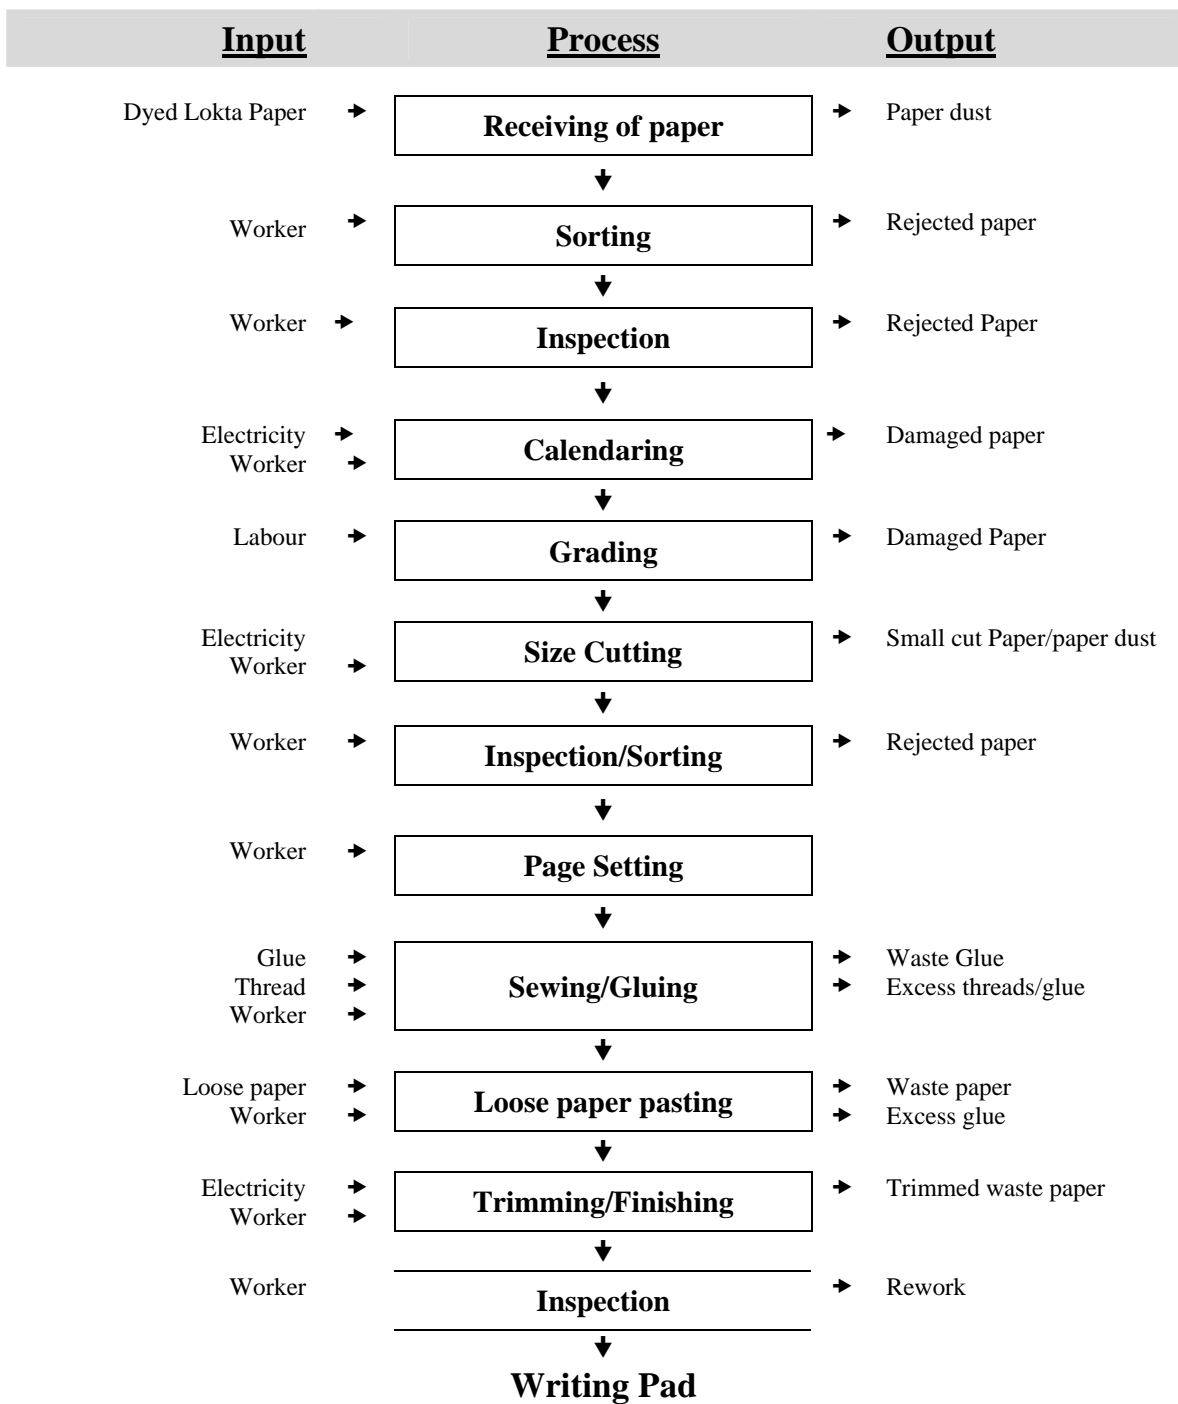 Input Process Output
Dyed Lokta Paper Receiving of paper Paper dust
Worker Sorting Rejected paper
Worker Inspection Rejected Paper
Electricity Calendaring Damaged paper
Worker
Labour Grading Damaged Paper
Electricity Size Cutting Small cut Paper/paper dust
Worker
Worker Inspection/Sorting Rejected paper
Worker Page Setting
Glue Waste Glue
Thread Sewing/Gluing Excess threads/glue
Worker
Loose paper Loose paper pasting Waste paper
Worker Excess glue
Electricity Trimming/Finishing Trimmed waste paper
Worker
Worker Inspection Rework
Writing Pad